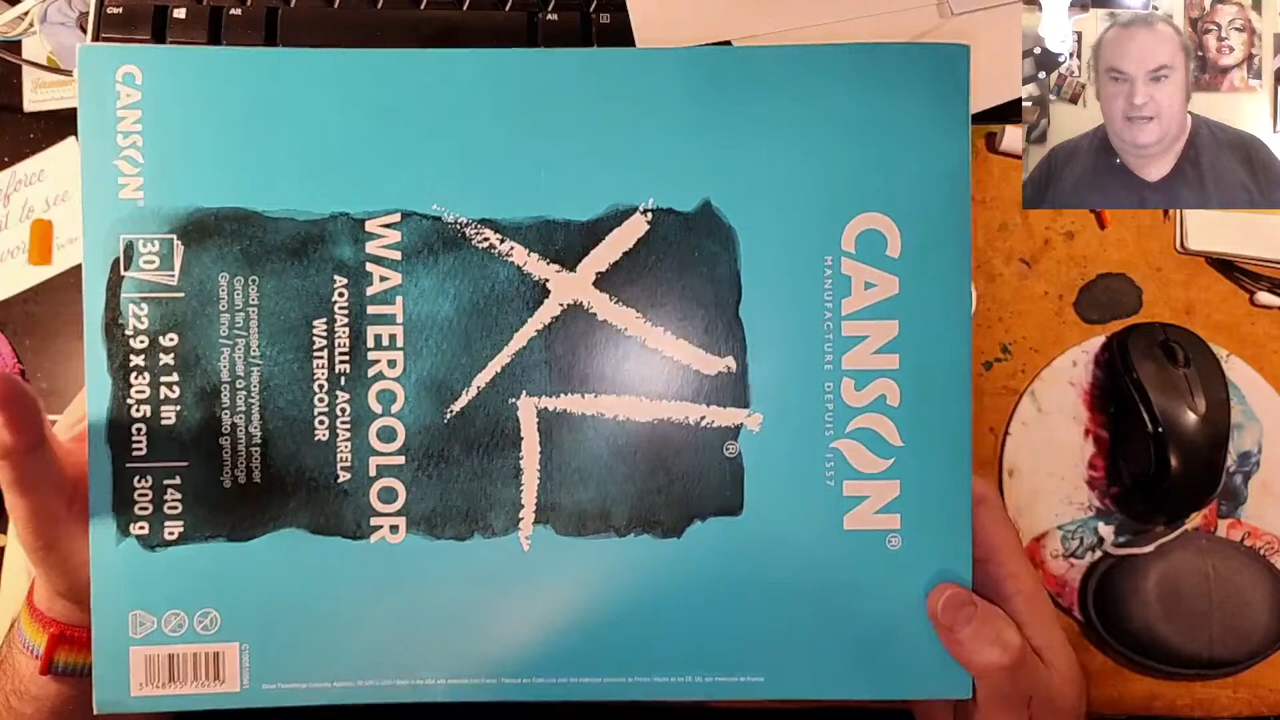 CANSON®
MANUFACTURE DEPUIS 1557
XL®
WATERCOLOR
AQUARELLE – ACUARELA
WATERCOLOR
Cold pressed / Heavyweight paper
Grain fin / Papier à fort grammage
Grano fino / Papel con alto gramaje
30
9 x 12 in
140 lb
22,9 x 30,5 cm
300 g
CANSON
Ctrl
Alt
Alt
to see